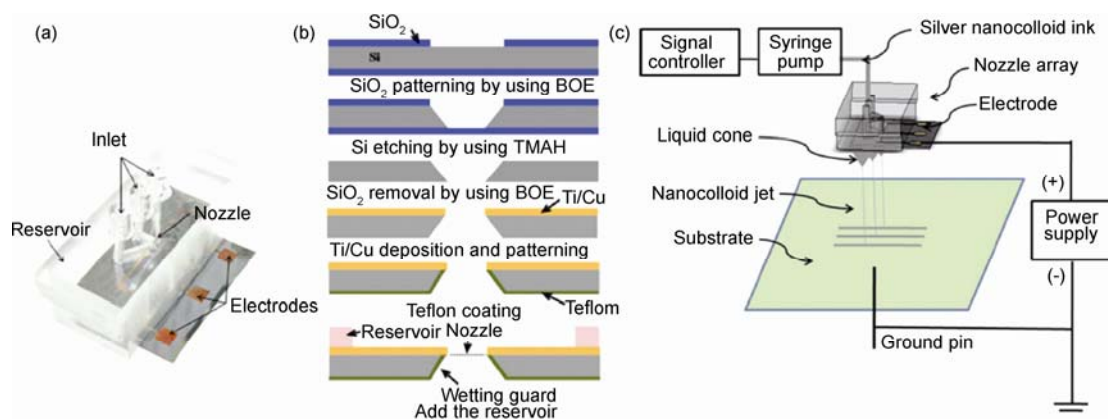 (a)
Inlet
Nozzle
Reservoir
Electrodes
(b)
SiO2
Si
SiO2 patterning by using BOE
Si etching by using TMAH
SiO2 removal by using BOE
Ti/Cu
Ti/Cu deposition and patterning
Teflom
Teflon coating
Reservoir
Nozzle
Wetting guard
Add the reservoir
(c)
Signal
controller
Syringe
pump
Silver nanocolloid ink
Nozzle array
Electrode
Liquid cone
Nanocolloid jet
Substrate
(+)
Power
supply
(-)
Ground pin